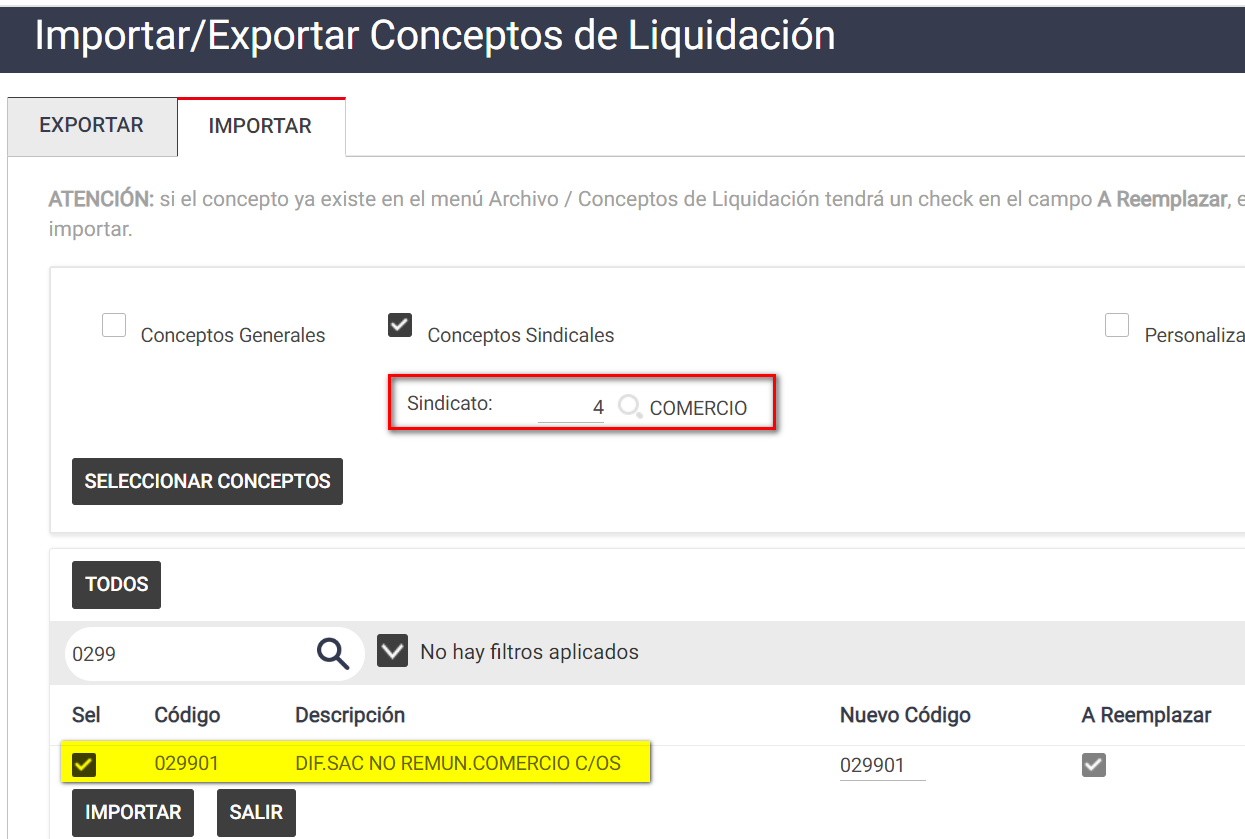 Importar/Exportar Conceptos de Liquidación
EXPORTAR
IMPORTAR
ATENCIÓN: si el concepto ya existe en el menú Archivo / Conceptos de Liquidación tendrá un check en el campo A Reemplazar, e
importar.
Conceptos Generales
Conceptos Sindicales
Personaliza
Sindicato: 4 COMERCIO
SELECCIONAR CONCEPTOS
TODOS
0299
No hay filtros aplicados
Sel Código Descripción Nuevo Código A Reemplazar
029901 DIF.SAC NO REMUN.COMERCIO C/OS 029901
IMPORTAR SALIR